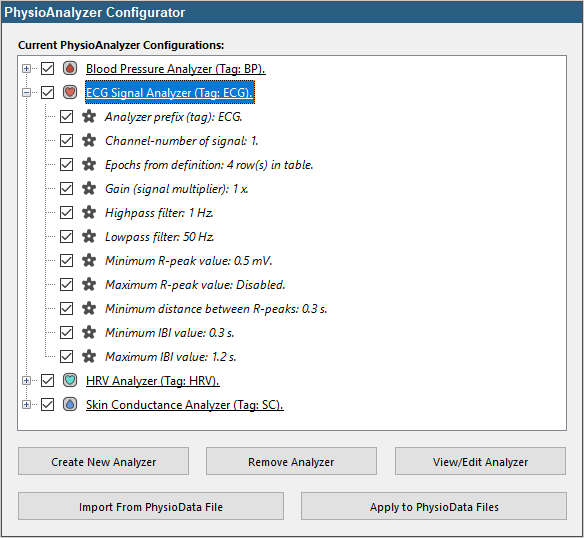 PhysioAnalyzer Configurator
Current PhysioAnalyzer Configurations:
Blood Pressure Analyzer (Tag: BP).
ECG Signal Analyzer (Tag: ECG).
Analyzer prefix (tag): ECG.
Channel-number of signal: 1.
Epochs from definition: 4 row(s) in table.
Gain (signal multiplier): 1 x.
Highpass filter: 1 Hz.
Lowpass filter: 50 Hz.
Minimum R-peak value: 0.5 mV.
Maximum R-peak value: Disabled.
Minimum distance between R-peaks: 0.3 s.
Minimum IBI value: 0.3 s.
Maximum IBI value: 1.2 s.
HRV Analyzer (Tag: HRV).
Skin Conductance Analyzer (Tag: SC).
Create New Analyzer
Remove Analyzer
View/Edit Analyzer
Import From PhysioData File
Apply to PhysioData Files